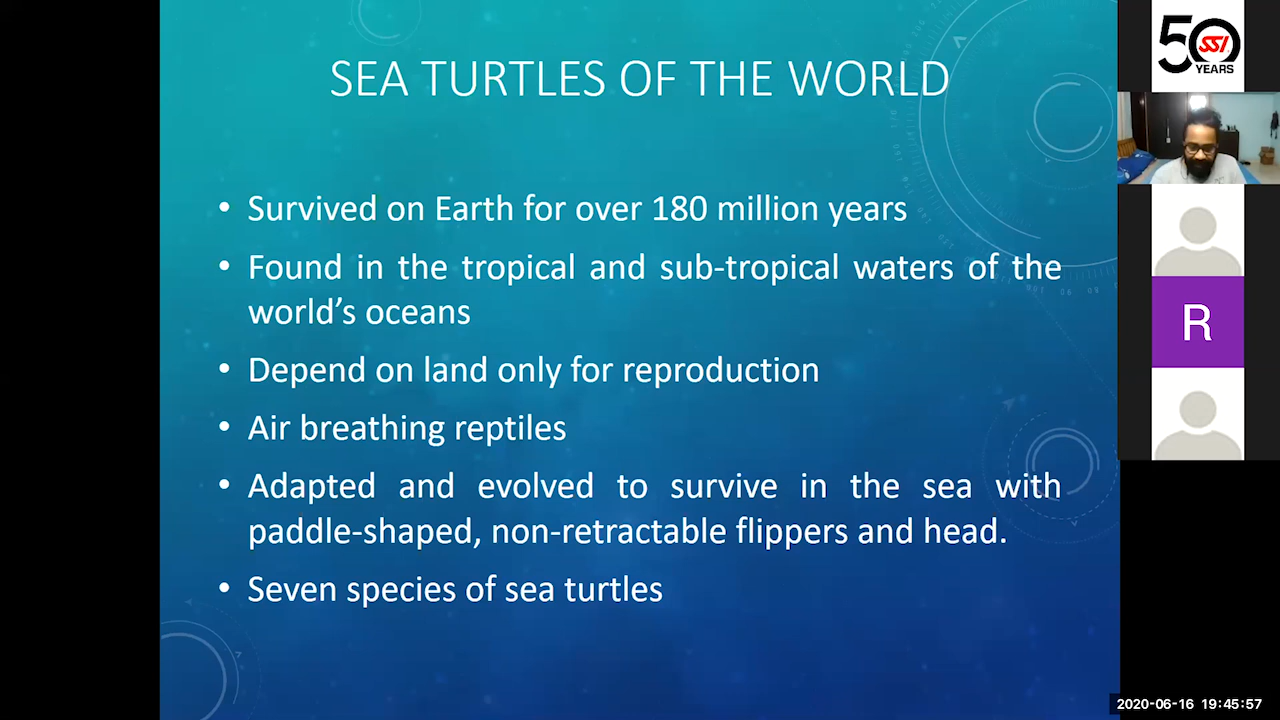 SEA TURTLES OF THE WORLD
• Survived on Earth for over 180 million years
• Found in the tropical and sub-tropical waters of the
world’s oceans
• Depend on land only for reproduction
• Air breathing reptiles
• Adapted and evolved to survive in the sea with
paddle-shaped, non-retractable flippers and head.
• Seven species of sea turtles
50
SSI
YEARS
R
2020-06-16 19:45:57